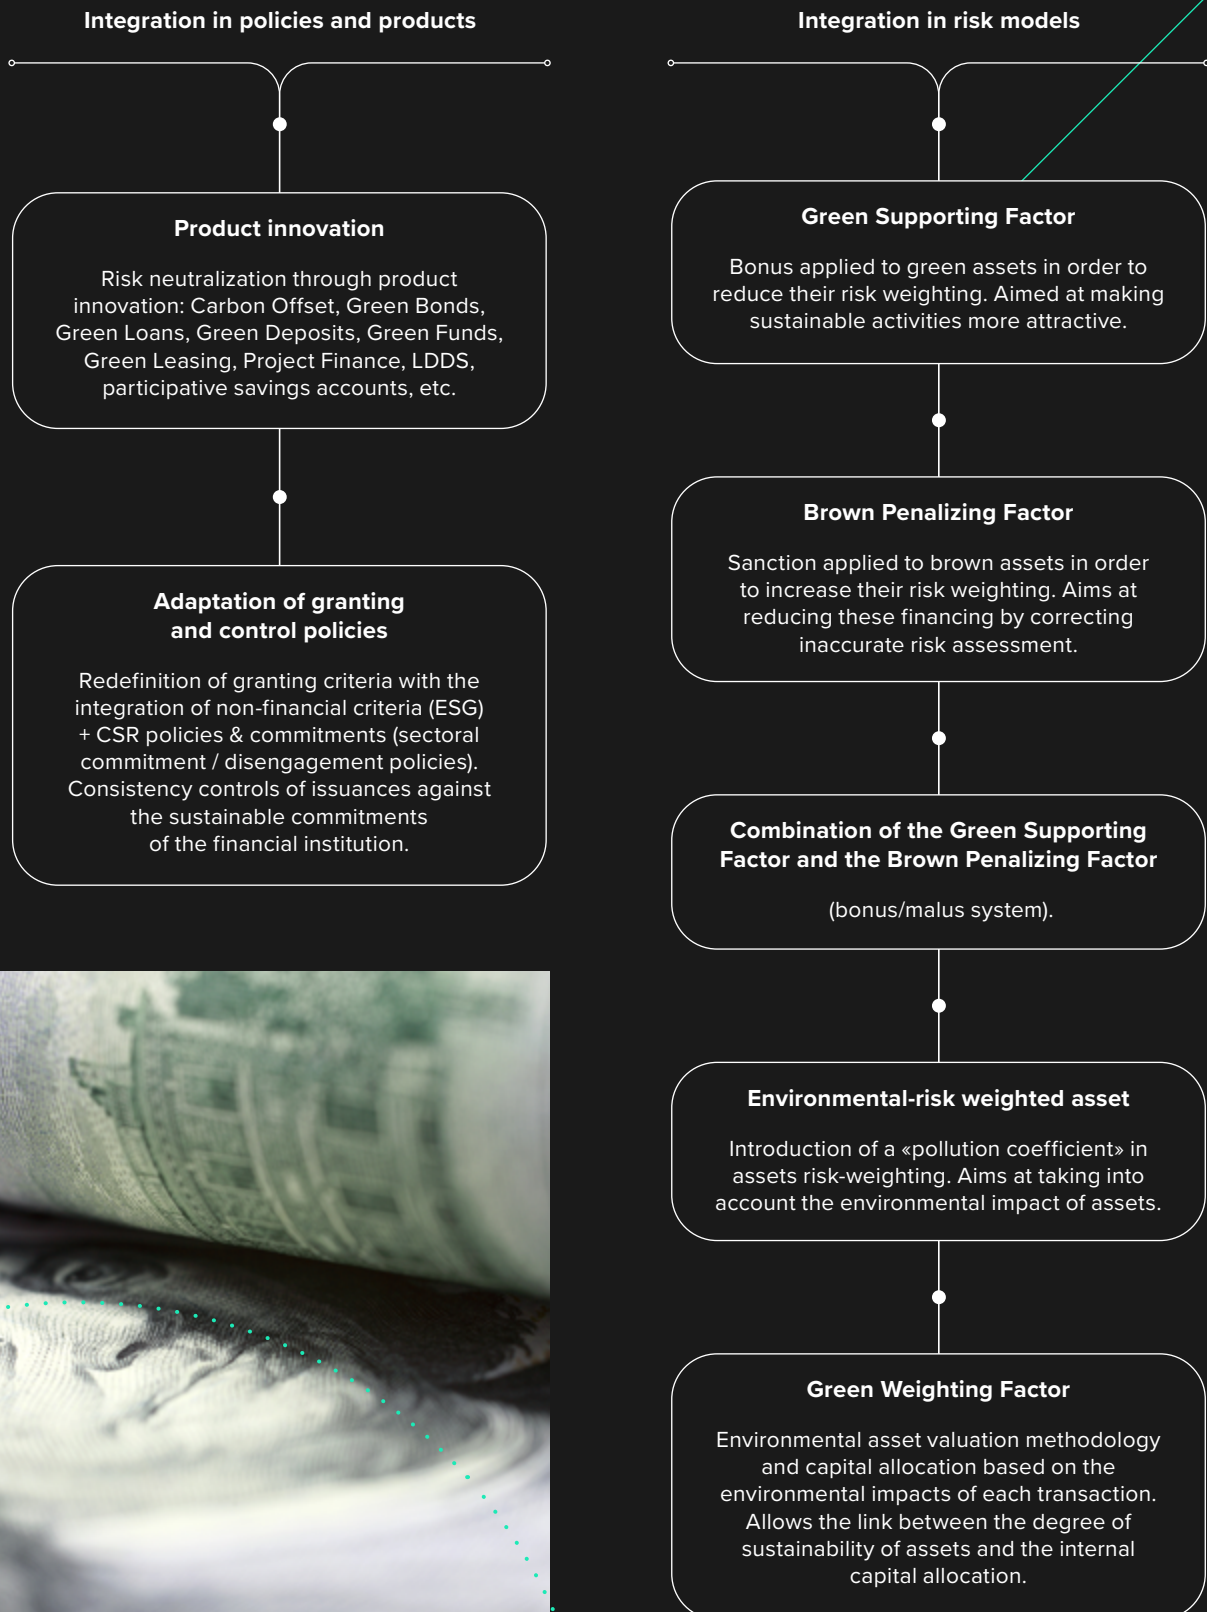 Integration in policies and products
Product innovation
Risk neutralization through product
innovation: Carbon Offset, Green Bonds,
Green Loans, Green Deposits, Green Funds,
Green Leasing, Project Finance, LDDS,
participative savings accounts, etc.
Adaptation of granting
and control policies
Redefinition of granting criteria with the
integration of non-financial criteria (ESG)
+ CSR policies & commitments (sectoral
commitment / disengagement policies).
Consistency controls of issuances against
the sustainable commitments
of the financial institution.
Integration in risk models
Green Supporting Factor
Bonus applied to green assets in order to
reduce their risk weighting. Aimed at making
sustainable activities more attractive.
Brown Penalizing Factor
Sanction applied to brown assets in order
to increase their risk weighting. Aims at
reducing these financing by correcting
inaccurate risk assessment.
Combination of the Green Supporting
Factor and the Brown Penalizing Factor
(bonus/malus system).
Environmental-risk weighted asset
Introduction of a «pollution coefficient» in
assets risk-weighting. Aims at taking into
account the environmental impact of assets.
Green Weighting Factor
Environmental asset valuation methodology
and capital allocation based on the
environmental impacts of each transaction.
Allows the link between the degree of
sustainability of assets and the internal
capital allocation.